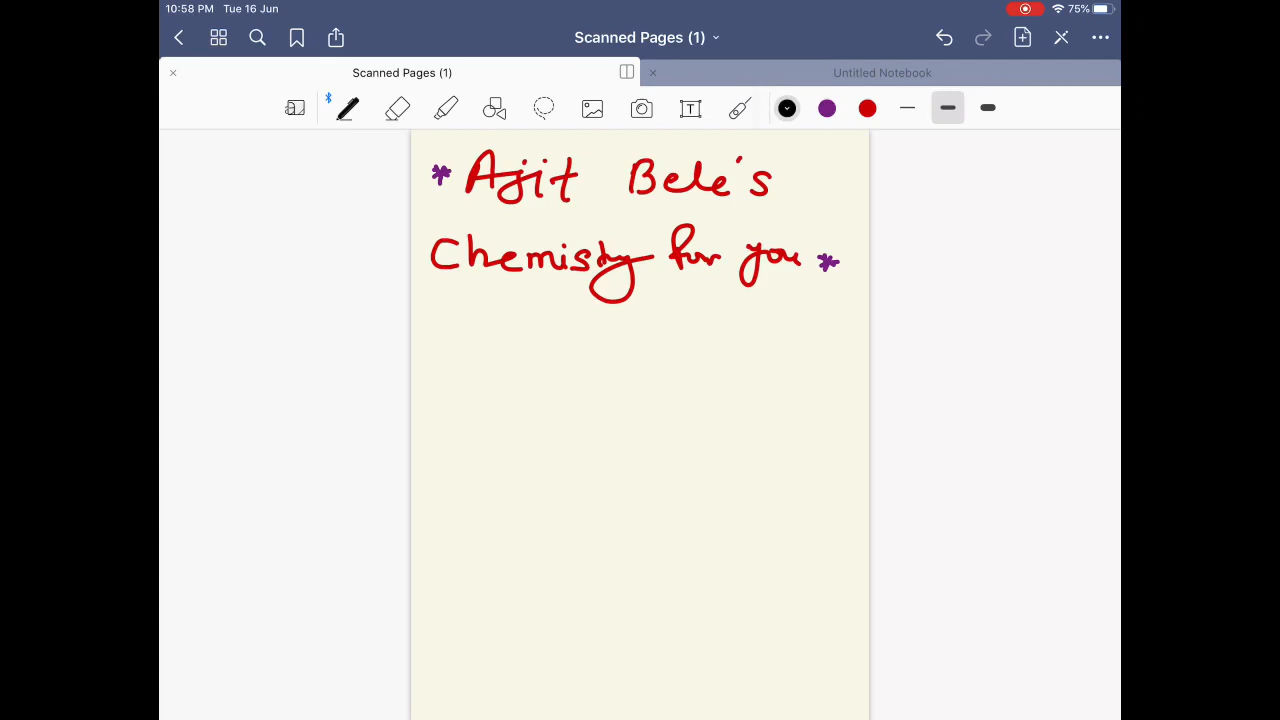 10:58 PM Tue 16 Jun 75%
Scanned Pages (1)
Scanned Pages (1) Untitled Notebook
* Ajit Bele's
Chemistry for you *